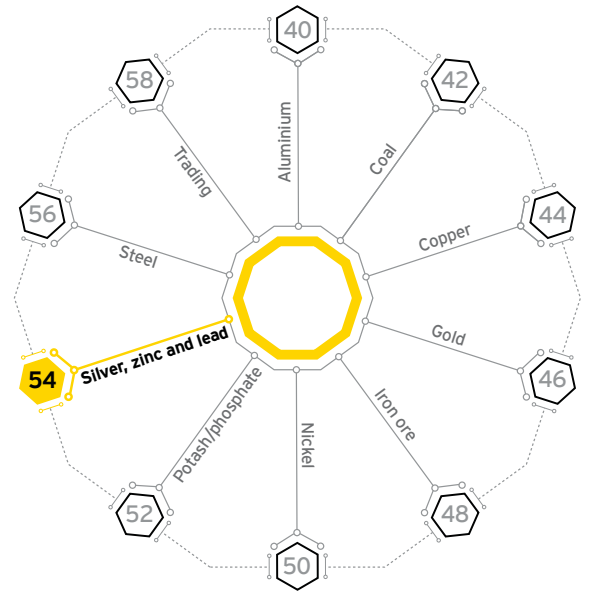 40
Aluminium
42
Coal
44
Copper
46
Gold
48
Iron ore
50
Nickel
52
Potash/phosphate
54
Silver, zinc and lead
56
Steel
58
Trading